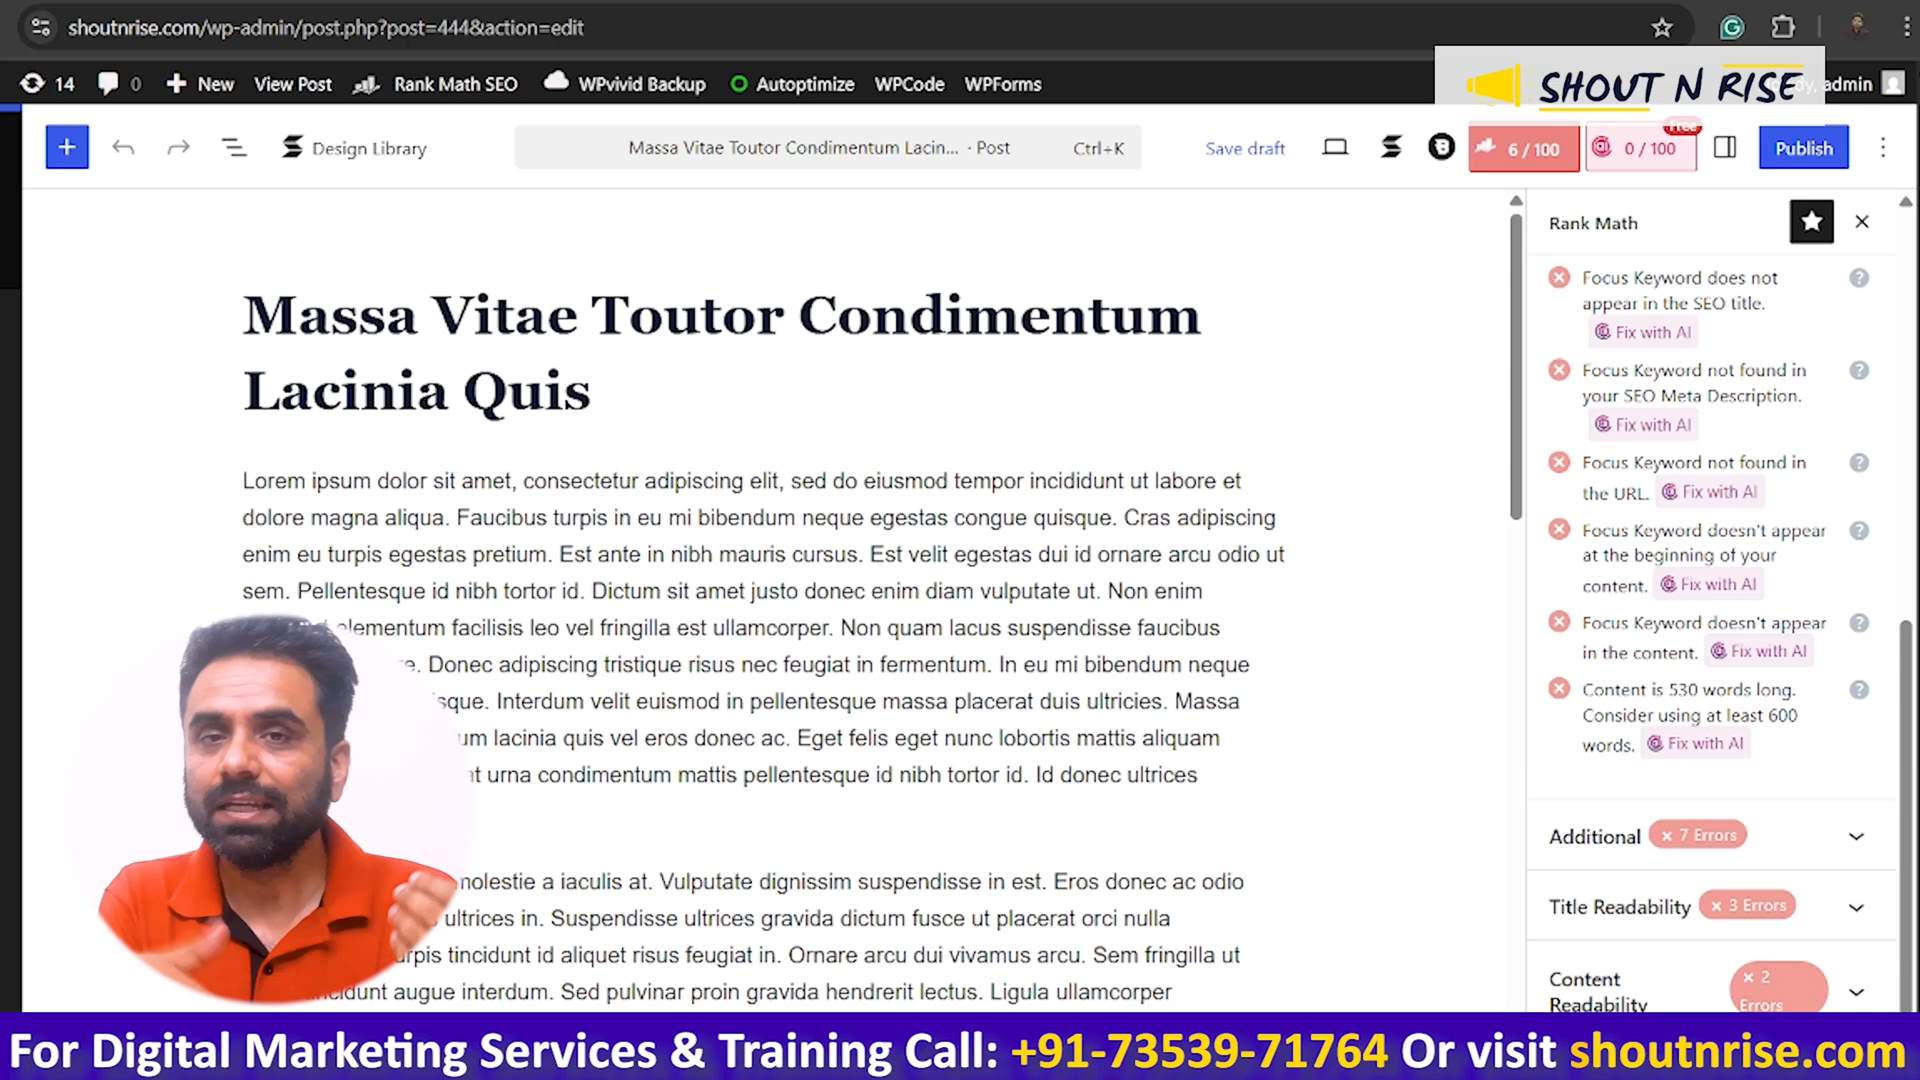 shoutnrise.com/wp-admin/post.php?post=444&action=edit
14 0 New View Post Rank Math SEO WPvivid Backup Autoptimize WPCode WPForms admin
SHOUT N RISE
Design Library
Massa Vitae Toutor Condimentum Lacin... · Post Ctrl+K
Save draft
6 / 100
Free
0 / 100
Publish
Massa Vitae Toutor Condimentum
Lacinia Quis
Lorem ipsum dolor sit amet, consectetur adipiscing elit, sed do eiusmod tempor incididunt ut labore et
dolore magna aliqua. Faucibus turpis in eu mi bibendum neque egestas congue quisque. Cras adipiscing
enim eu turpis egestas pretium. Est ante in nibh mauris cursus. Est velit egestas dui id ornare arcu odio ut
sem. Pellentesque id nibh tortor id. Dictum sit amet justo donec enim diam vulputate ut. Non enim
elementum facilisis leo vel fringilla est ullamcorper. Non quam lacus suspendisse faucibus
Donec adipiscing tristique risus nec feugiat in fermentum. In eu mi bibendum neque
sque. Interdum velit euismod in pellentesque massa placerat duis ultricies. Massa
um lacinia quis vel eros donec ac. Eget felis eget nunc lobortis mattis aliquam
at urna condimentum mattis pellentesque id nibh tortor id. Id donec ultrices
molestie a iaculis at. Vulputate dignissim suspendisse in est. Eros donec ac odio
ultrices in. Suspendisse ultrices gravida dictum fusce ut placerat orci nulla
rpis tincidunt id aliquet risus feugiat in. Ornare arcu dui vivamus arcu. Sem fringilla ut
cidunt augue interdum. Sed pulvinar proin gravida hendrerit lectus. Ligula ullamcorper
Rank Math
Focus Keyword does not
appear in the SEO title.
Fix with AI
Focus Keyword not found in
your SEO Meta Description.
Fix with AI
Focus Keyword not found in
the URL. Fix with AI
Focus Keyword doesn't appear
at the beginning of your
content. Fix with AI
Focus Keyword doesn't appear
in the content. Fix with AI
Content is 530 words long.
Consider using at least 600
words. Fix with AI
Additional × 7 Errors
Title Readability × 3 Errors
Content × 2
Readability Errors
For Digital Marketing Services & Training Call: +91-73539-71764 Or visit shoutnrise.com